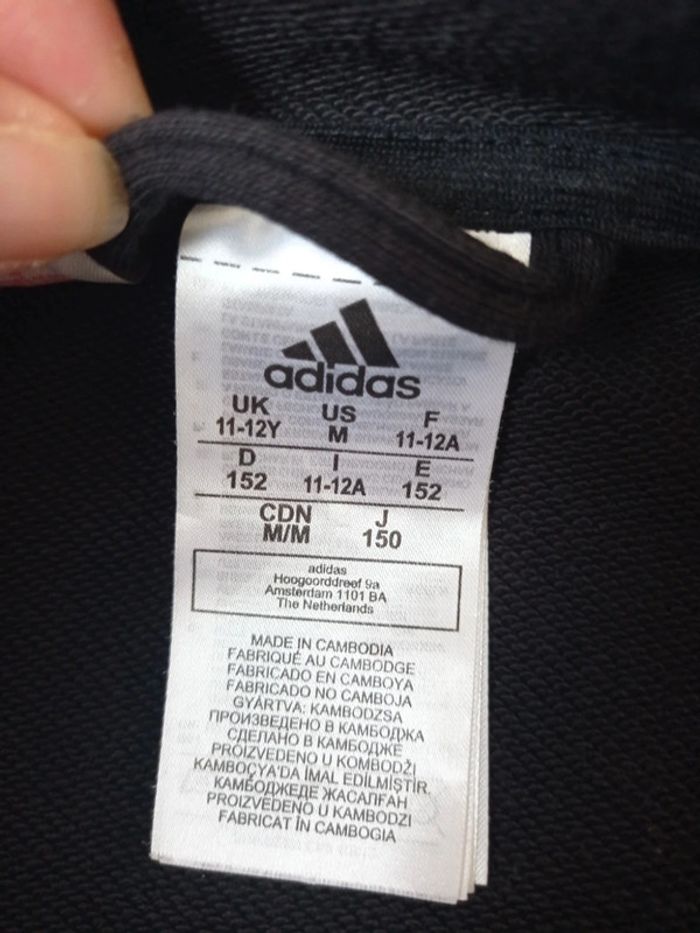 adidas
UK US F
11-12Y M 11-12A
D I E
152 11-12A 152
CDN J
M/M 150
adidas
Hoogoorddreef 9a
Amsterdam 1101 BA
The Netherlands
MADE IN CAMBODIA
FABRIQUÉ AU CAMBODGE
FABRICADO EN CAMBOYA
FABRICADO NO CAMBOJA
GYÁRTVA: KAMBODZSA
ПРОИЗВЕДЕНО В КАМБОДЖА
СДЕЛАНО В КАМБОДЖЕ
PROIZVEDENO U KOMBODŽI
KAMBOÇYA'DA İMAL EDİLMİŞTİR
КАМБОДЖЕДЕ ЖАСАЛҒАН
PROIZVEDENO U KAMBODZI
FABRICAT ÎN CAMBOGIA